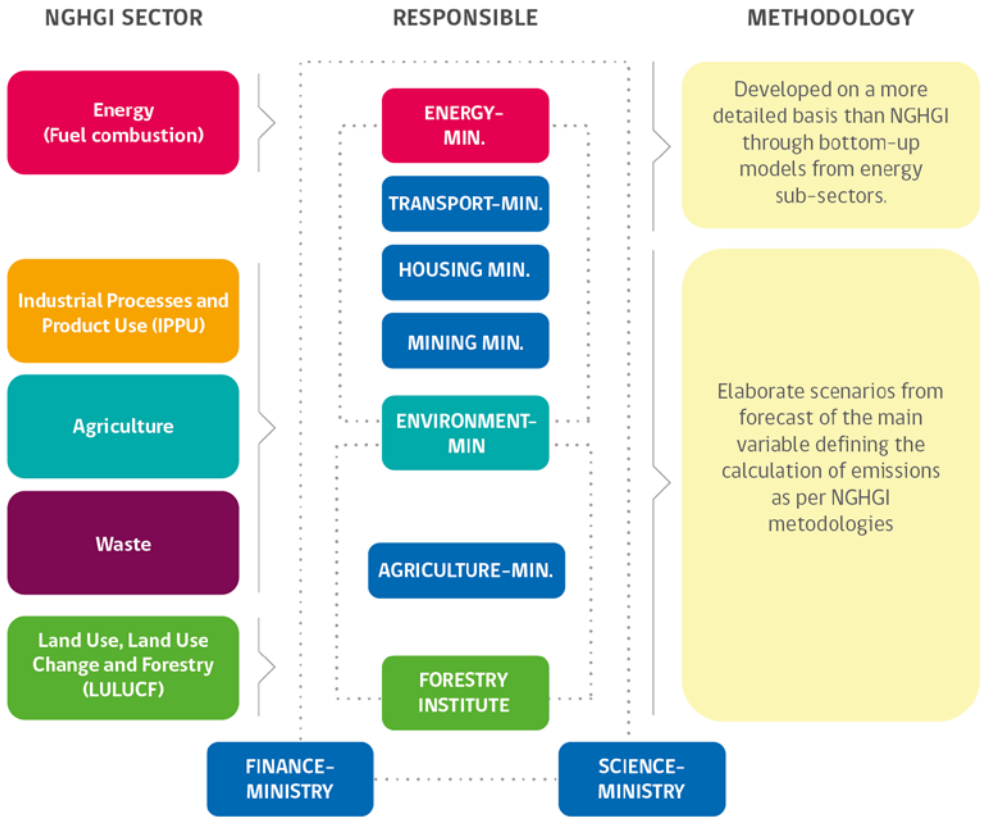 NGHGI SECTOR
RESPONSIBLE
METHODOLOGY
Energy
(Fuel combustion)
Industrial Processes and
Product Use (IPPU)
Agriculture
Waste
Land Use, Land Use
Change and Forestry
(LULUCF)
ENERGY–
MIN.
TRANSPORT–MIN.
HOUSING MIN.
MINING MIN.
ENVIRONMENT–
MIN
AGRICULTURE–MIN.
FORESTRY
INSTITUTE
FINANCE–
MINISTRY
SCIENCE–
MINISTRY
Developed on a more
detailed basis than NGHGI
through bottom–up
models from energy
sub–sectors.
Elaborate scenarios from
forecast of the main
variable defining the
calculation of emissions
as per NGHGI
methodologies